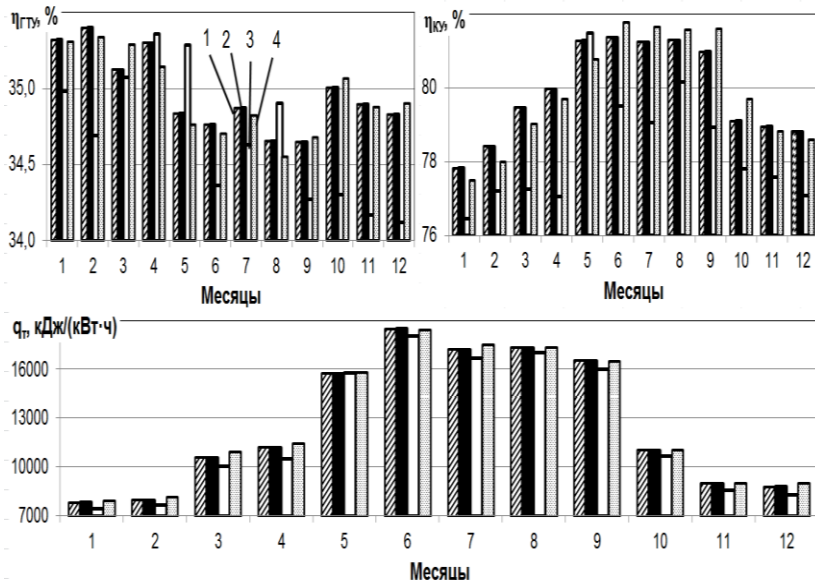 η_ГТУ, %
35,0
34,5
34,0
1 2 3 4
1 2 3 4 5 6 7 8 9 10 11 12
Месяцы
η_КУ, %
80
78
76
1 2 3 4 5 6 7 8 9 10 11 12
Месяцы
q_т, кДж/(кВт·ч)
16000
13000
10000
7000
1 2 3 4 5 6 7 8 9 10 11 12
Месяцы